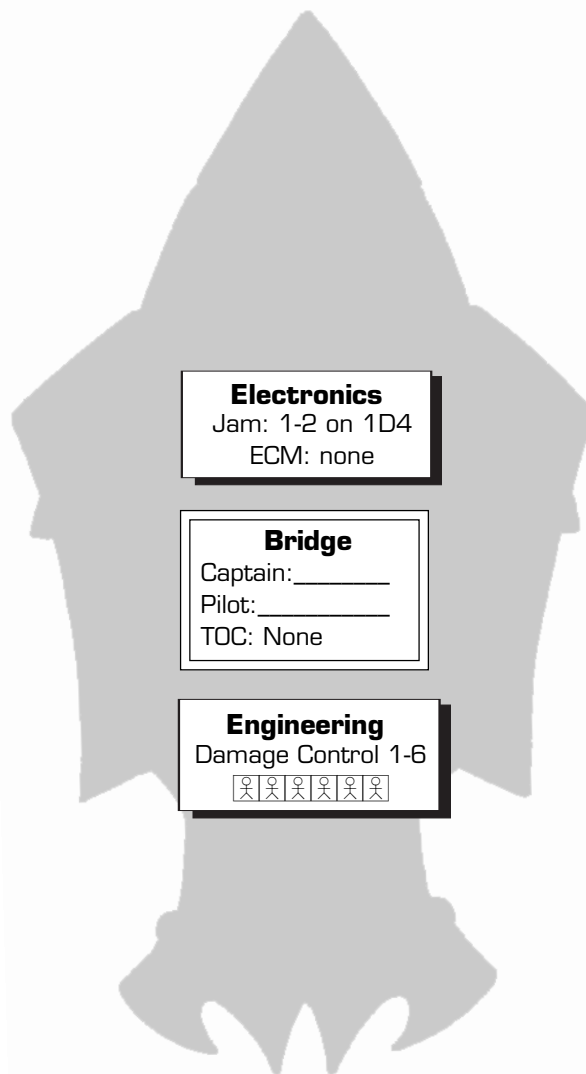 Electronics
Jam: 1-2 on 1D4
ECM: none
Bridge
Captain:________
Pilot:__________
TOC: None
Engineering
Damage Control 1-6